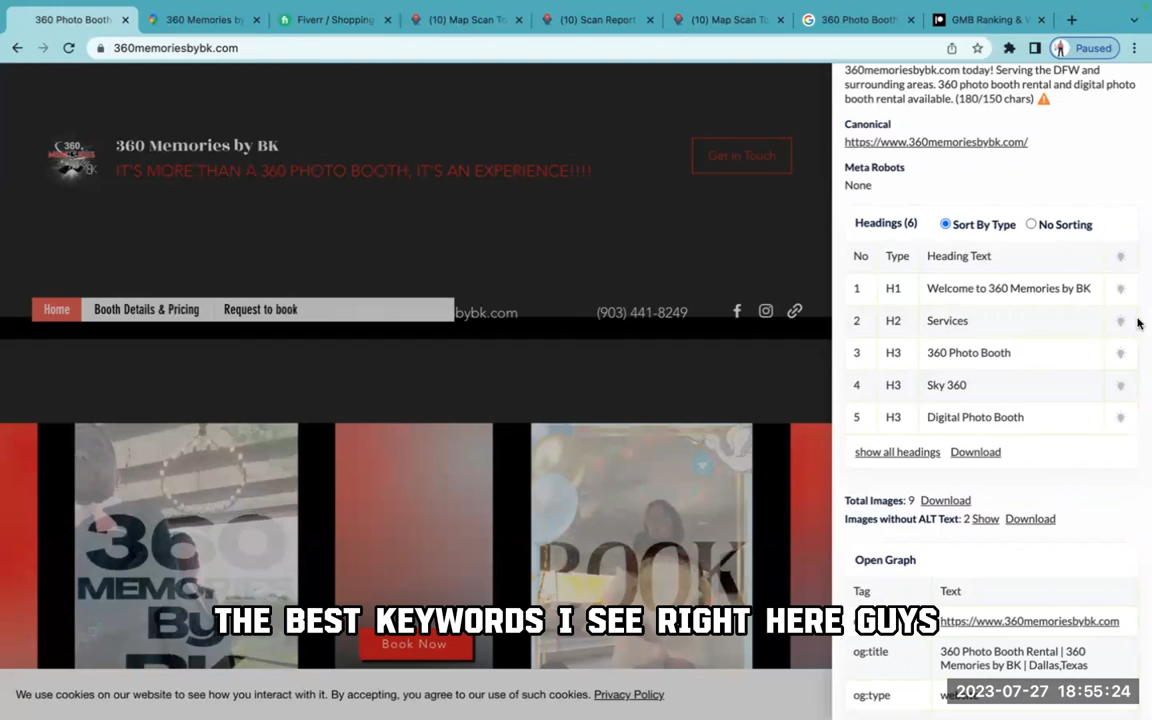 360 Photo Booth
360 Memories by
Fiverr / Shopping
(10) Map Scan To
(10) Scan Report
(10) Map Scan To
360 Photo Booth
GMB Ranking & V
360memoriesbybk.com
Paused
360 Memories by BK
IT'S MORE THAN A 360 PHOTO BOOTH, IT'S AN EXPERIENCE!!!!
Get in Touch
Home
Booth Details & Pricing
Request to book
bybk.com
(903) 441-8249
360
MEMORIES
By
BK
BOOK
Book Now
THE BEST KEYWORDS I SEE RIGHT HERE GUYS
We use cookies on our website to see how you interact with it. By accepting, you agree to our use of such cookies. Privacy Policy
360memoriesbybk.com today! Serving the DFW and
surrounding areas. 360 photo booth rental and digital photo
booth rental available. (180/150 chars)
Canonical
https://www.360memoriesbybk.com/
Meta Robots
None
Headings (6) Sort By Type No Sorting
No Type Heading Text
1 H1 Welcome to 360 Memories by BK
2 H2 Services
3 H3 360 Photo Booth
4 H3 Sky 360
5 H3 Digital Photo Booth
show all headings Download
Total Images: 9 Download
Images without ALT Text: 2 Show Download
Open Graph
Tag Text
https://www.360memoriesbybk.com
og:title 360 Photo Booth Rental | 360
Memories by BK | Dallas,Texas
og:type
2023-07-27 18:55:24